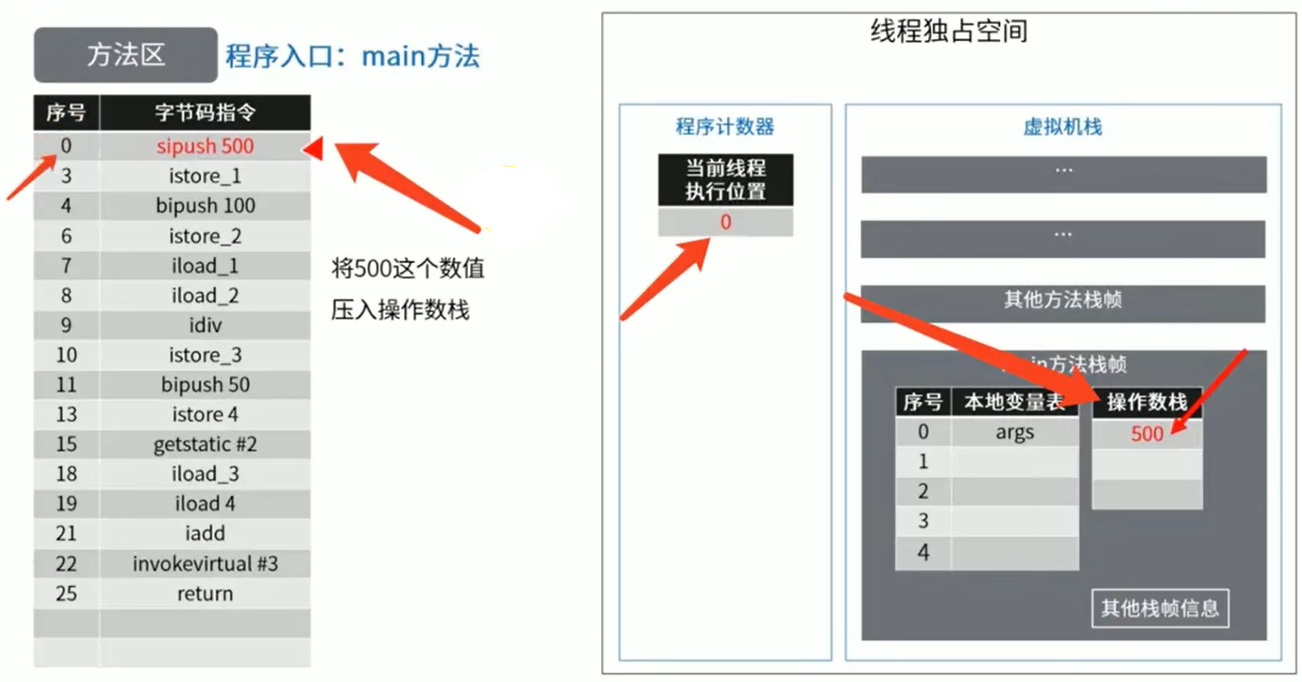 方法区
程序入口：main方法
序号 字节码指令
0 sipush 500
3 istore_1
4 bipush 100
6 istore_2
7 iload_1
8 iload_2
9 idiv
10 istore_3
11 bipush 50
13 istore 4
15 getstatic #2
18 iload_3
19 iload 4
21 iadd
22 invokevirtual #3
25 return
将500这个数值
压入操作数栈
线程独占空间
程序计数器
当前线程
执行位置
0
虚拟机栈
...
...
其他方法栈帧
main方法栈帧
序号 本地变量表
0 args
1
2
3
4
操作数栈
500
其他栈帧信息